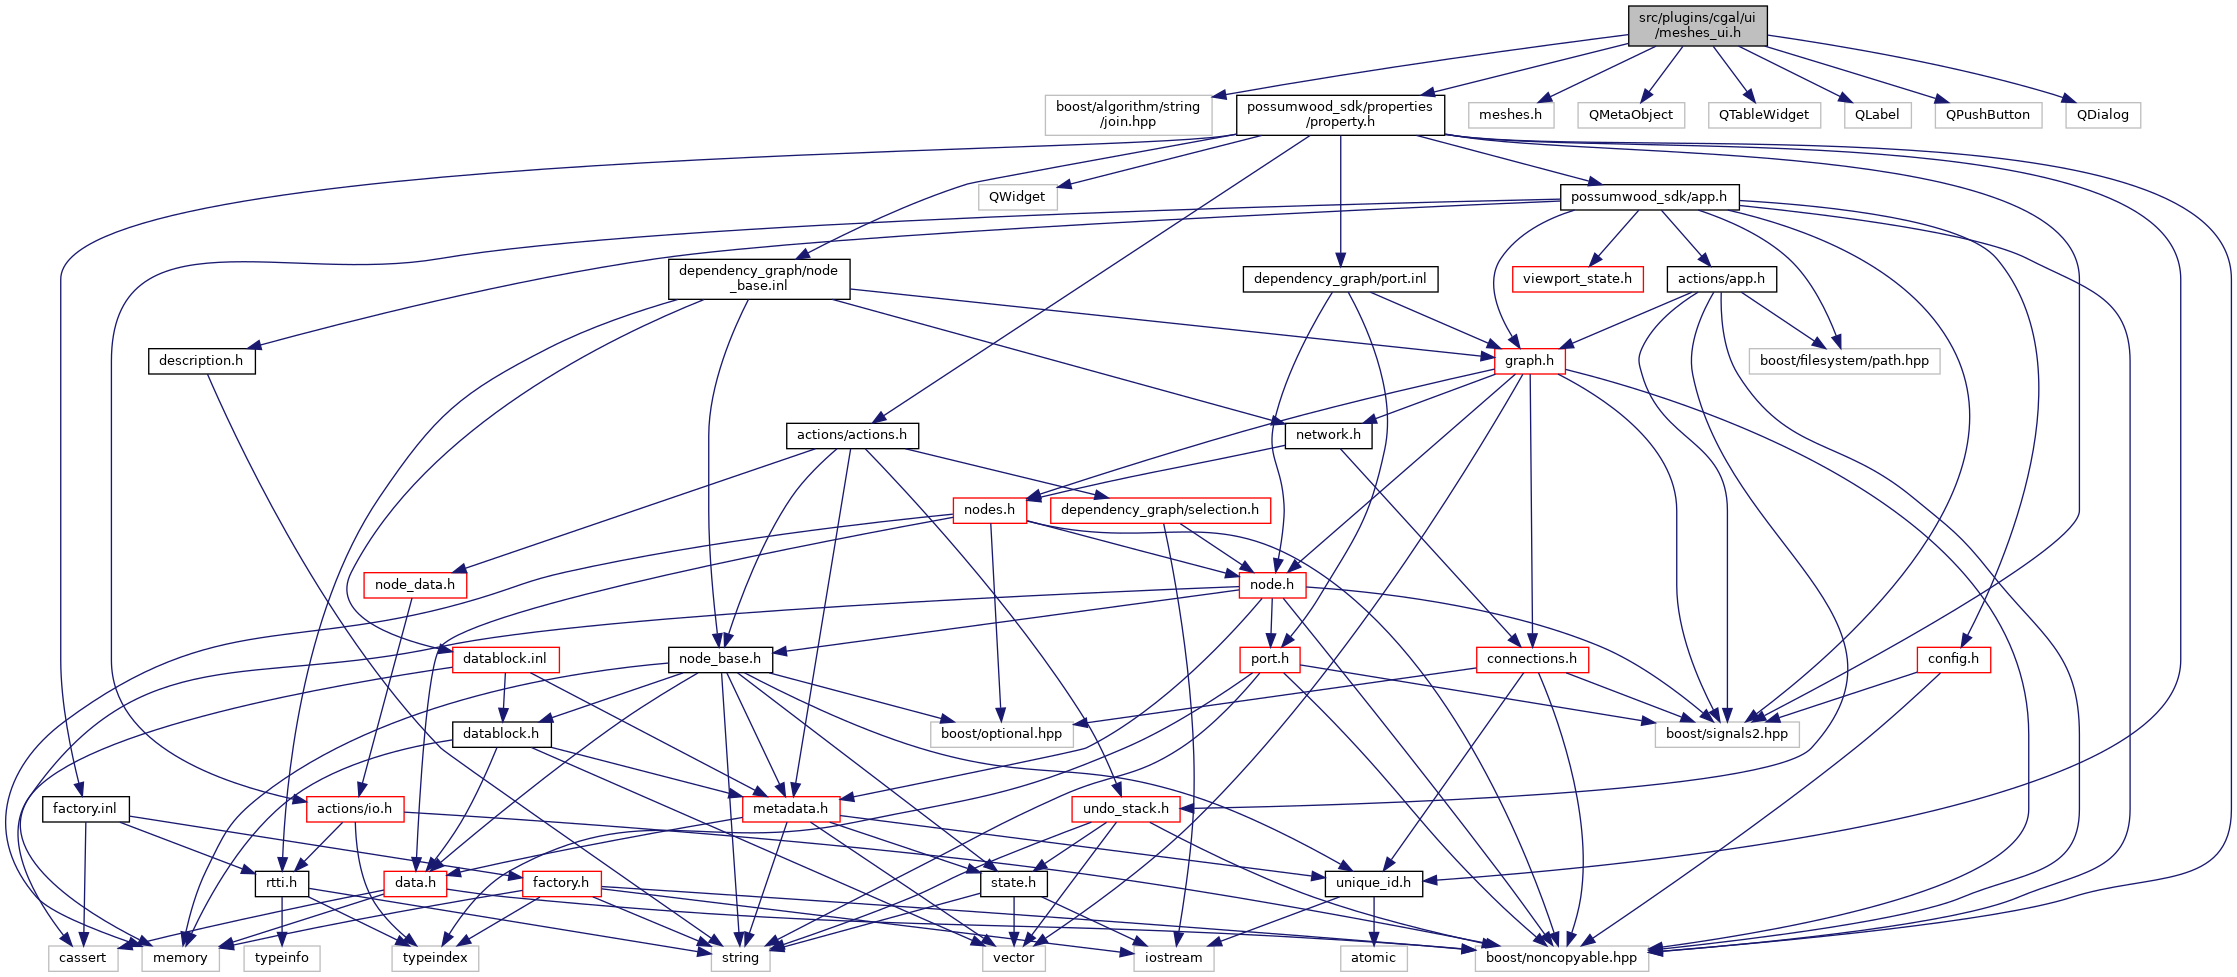 src/plugins/cgal/ui
/meshes_ui.h
boost/algorithm/string
/join.hpp
possumwood_sdk/properties
/property.h
meshes.h
QMetaObject
QTableWidget
QLabel
QPushButton
QDialog
QWidget
possumwood_sdk/app.h
dependency_graph/node
_base.inl
dependency_graph/port.inl
viewport_state.h
actions/app.h
description.h
graph.h
boost/filesystem/path.hpp
actions/actions.h
network.h
nodes.h
dependency_graph/selection.h
node_data.h
node.h
datablock.inl
node_base.h
port.h
connections.h
config.h
datablock.h
boost/optional.hpp
boost/signals2.hpp
factory.inl
actions/io.h
metadata.h
undo_stack.h
rtti.h
data.h
factory.h
state.h
unique_id.h
cassert
memory
typeinfo
typeindex
string
vector
iostream
atomic
boost/noncopyable.hpp